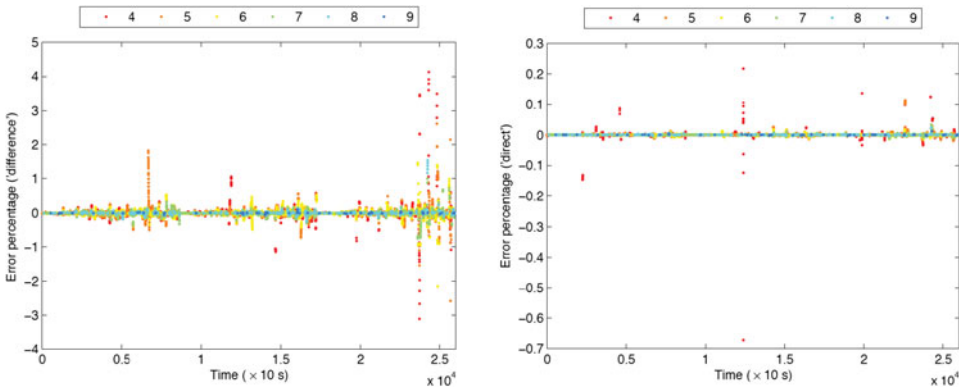 4 5 6 7 8 9
5
4
3
2
1
0
−1
−2
−3
−4
Error percentage ('difference')
0 0.5 1 1.5 2 2.5
Time ( × 10 s)
x 10⁴
4 5 6 7 8 9
0.3
0.2
0.1
0
−0.1
−0.2
−0.3
−0.4
−0.5
−0.6
−0.7
Error percentage ('direct')
0 0.5 1 1.5 2 2.5
Time ( × 10 s)
x 10⁴